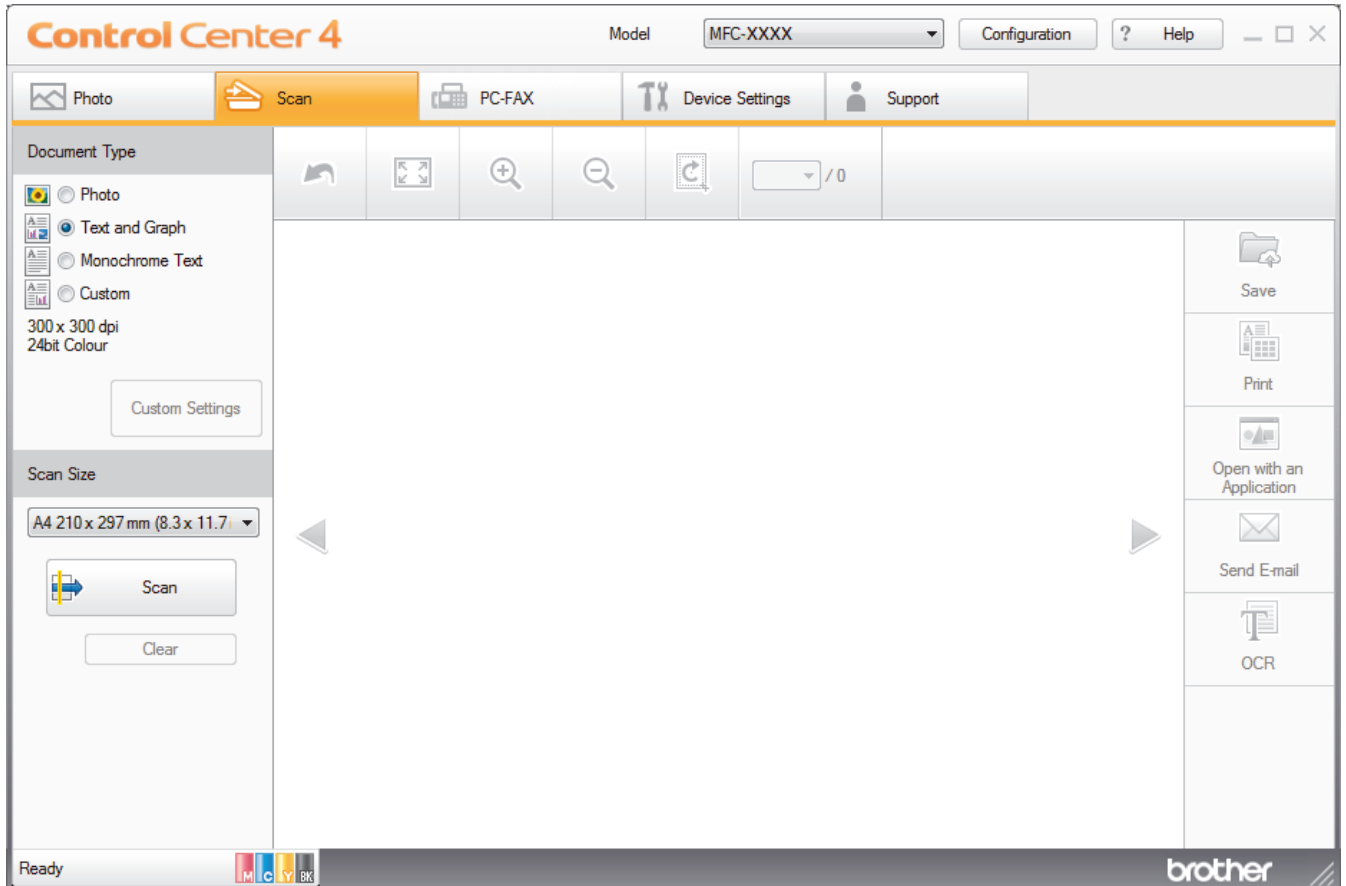 Control Center 4
Model
MFC-XXXX
Configuration
? Help
Photo
Scan
PC-FAX
Device Settings
Support
Document Type
Photo
Text and Graph
Monochrome Text
Custom
300 x 300 dpi
24bit Colour
Custom Settings
Scan Size
A4 210 x 297 mm (8.3 x 11.7
Scan
Clear
/ 0
Save
Print
Open with an
Application
Send E-mail
OCR
Ready
M C Y BK
brother